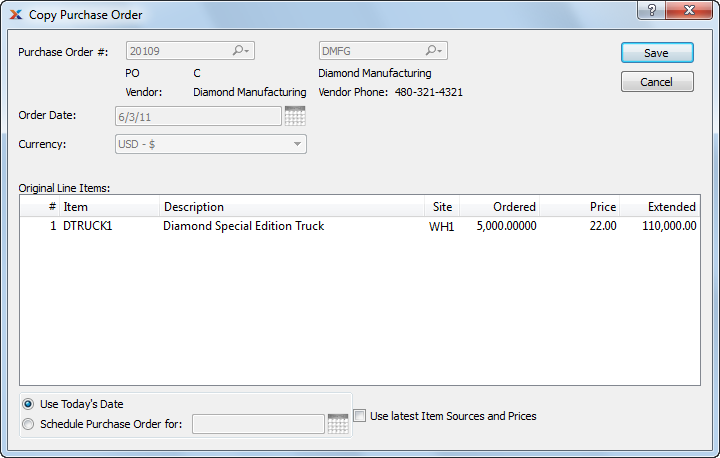 Copy Purchase Order
Purchase Order #: 20109 DMFG Save
PO C Diamond Manufacturing Cancel
Vendor: Diamond Manufacturing Vendor Phone: 480-321-4321
Order Date: 6/3/11
Currency: USD - $
Original Line Items:
# Item Description Site Ordered Price Extended
1 DTRUCK1 Diamond Special Edition Truck WH1 5,000.00000 22.00 110,000.00
Use Today's Date
Use latest Item Sources and Prices
Schedule Purchase Order for: